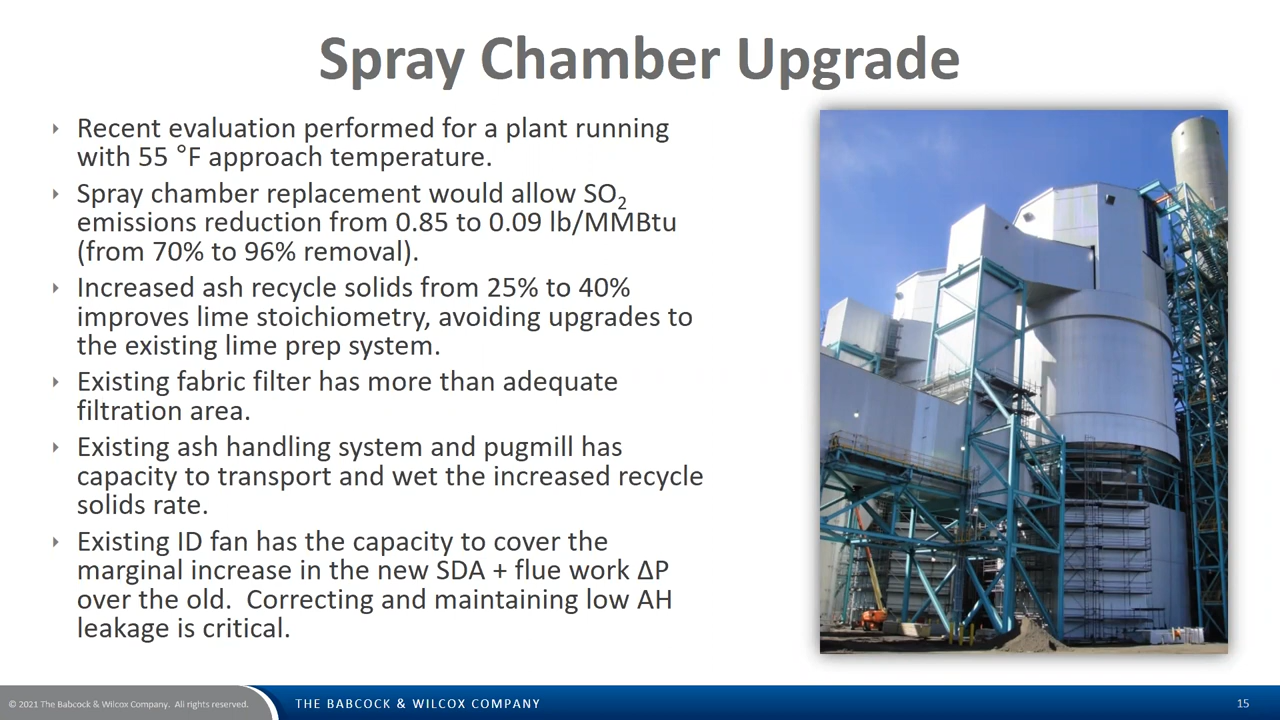 Spray Chamber Upgrade
Recent evaluation performed for a plant running
with 55 °F approach temperature.
Spray chamber replacement would allow SO₂
emissions reduction from 0.85 to 0.09 lb/MMBtu
(from 70% to 96% removal).
Increased ash recycle solids from 25% to 40%
improves lime stoichiometry, avoiding upgrades to
the existing lime prep system.
Existing fabric filter has more than adequate
filtration area.
Existing ash handling system and pugmill has
capacity to transport and wet the increased recycle
solids rate.
Existing ID fan has the capacity to cover the
marginal increase in the new SDA + flue work ΔP
over the old.  Correcting and maintaining low AH
leakage is critical.
© 2021 The Babcock & Wilcox Company.  All rights reserved.
THE BABCOCK & WILCOX COMPANY
15